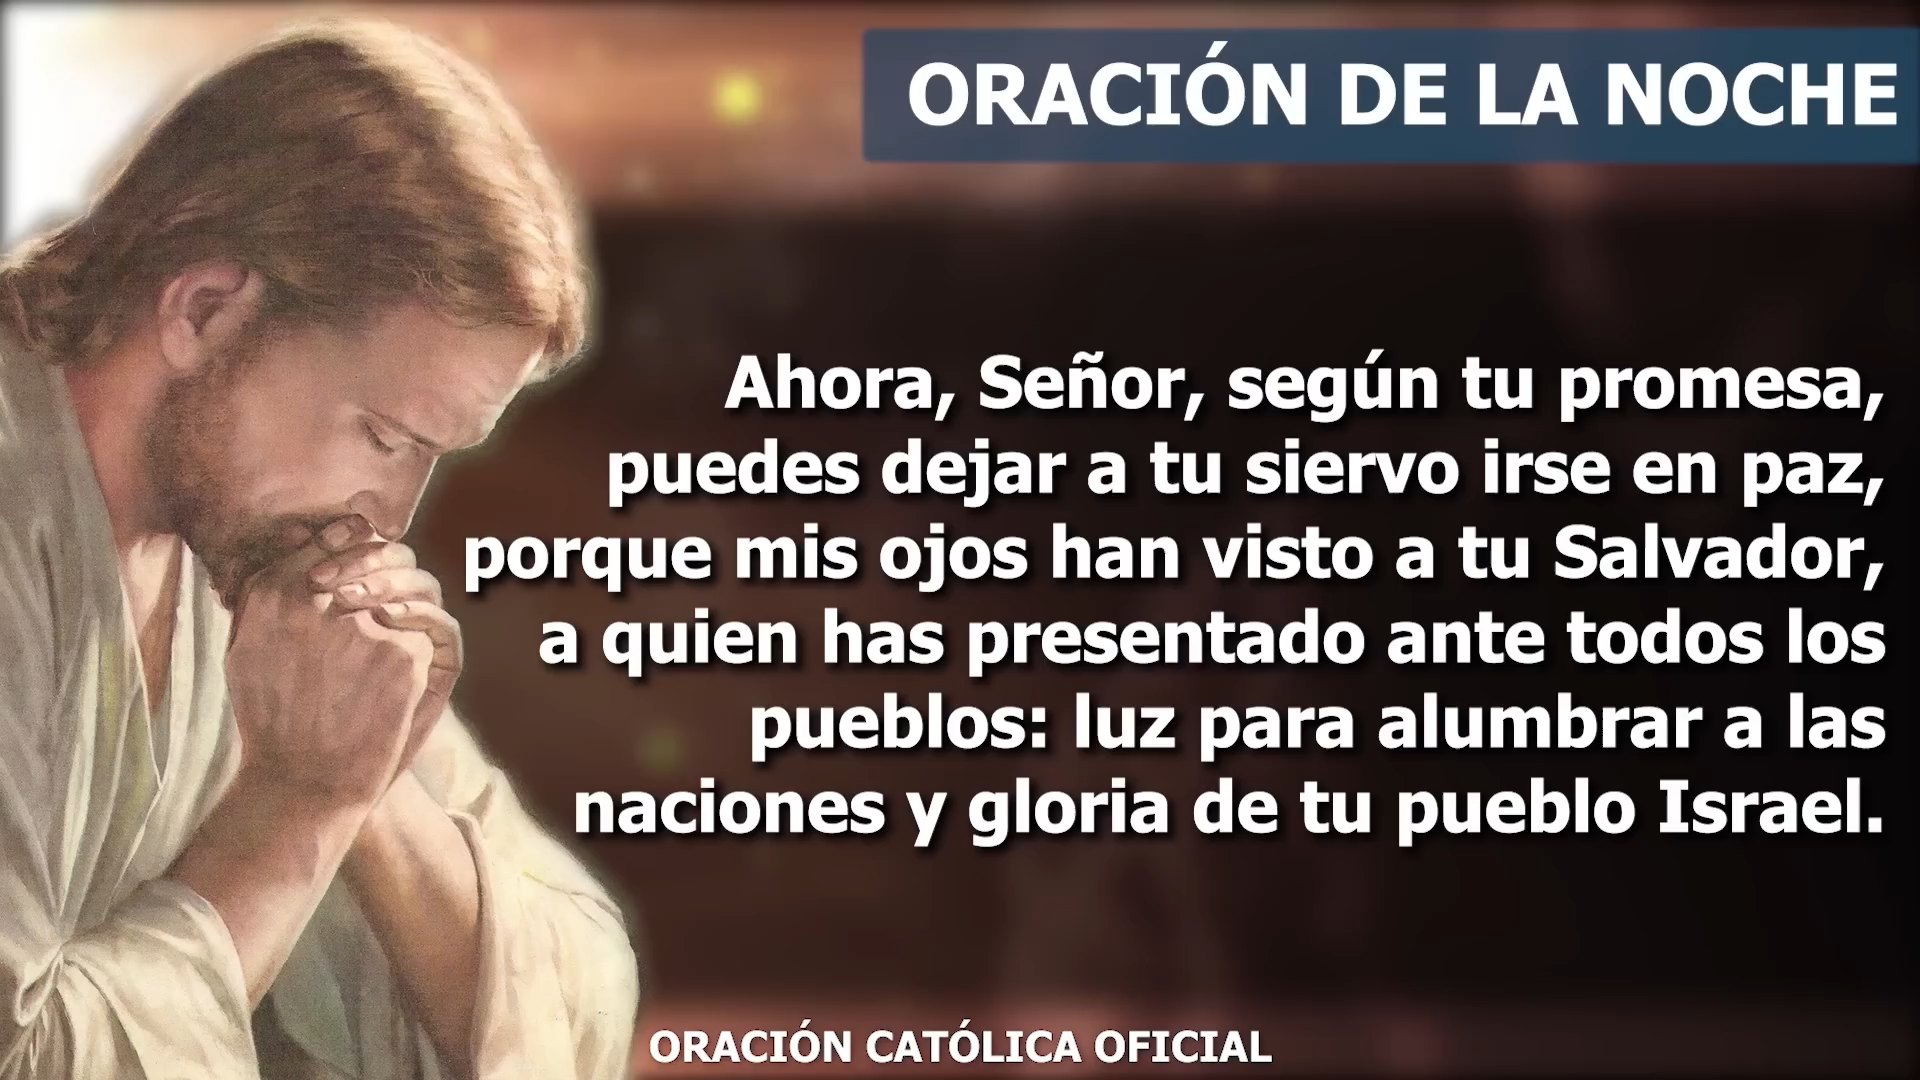 ORACIÓN DE LA NOCHE
Ahora, Señor, según tu promesa,
puedes dejar a tu siervo irse en paz,
porque mis ojos han visto a tu Salvador,
a quien has presentado ante todos los
pueblos: luz para alumbrar a las
naciones y gloria de tu pueblo Israel.
ORACIÓN CATÓLICA OFICIAL